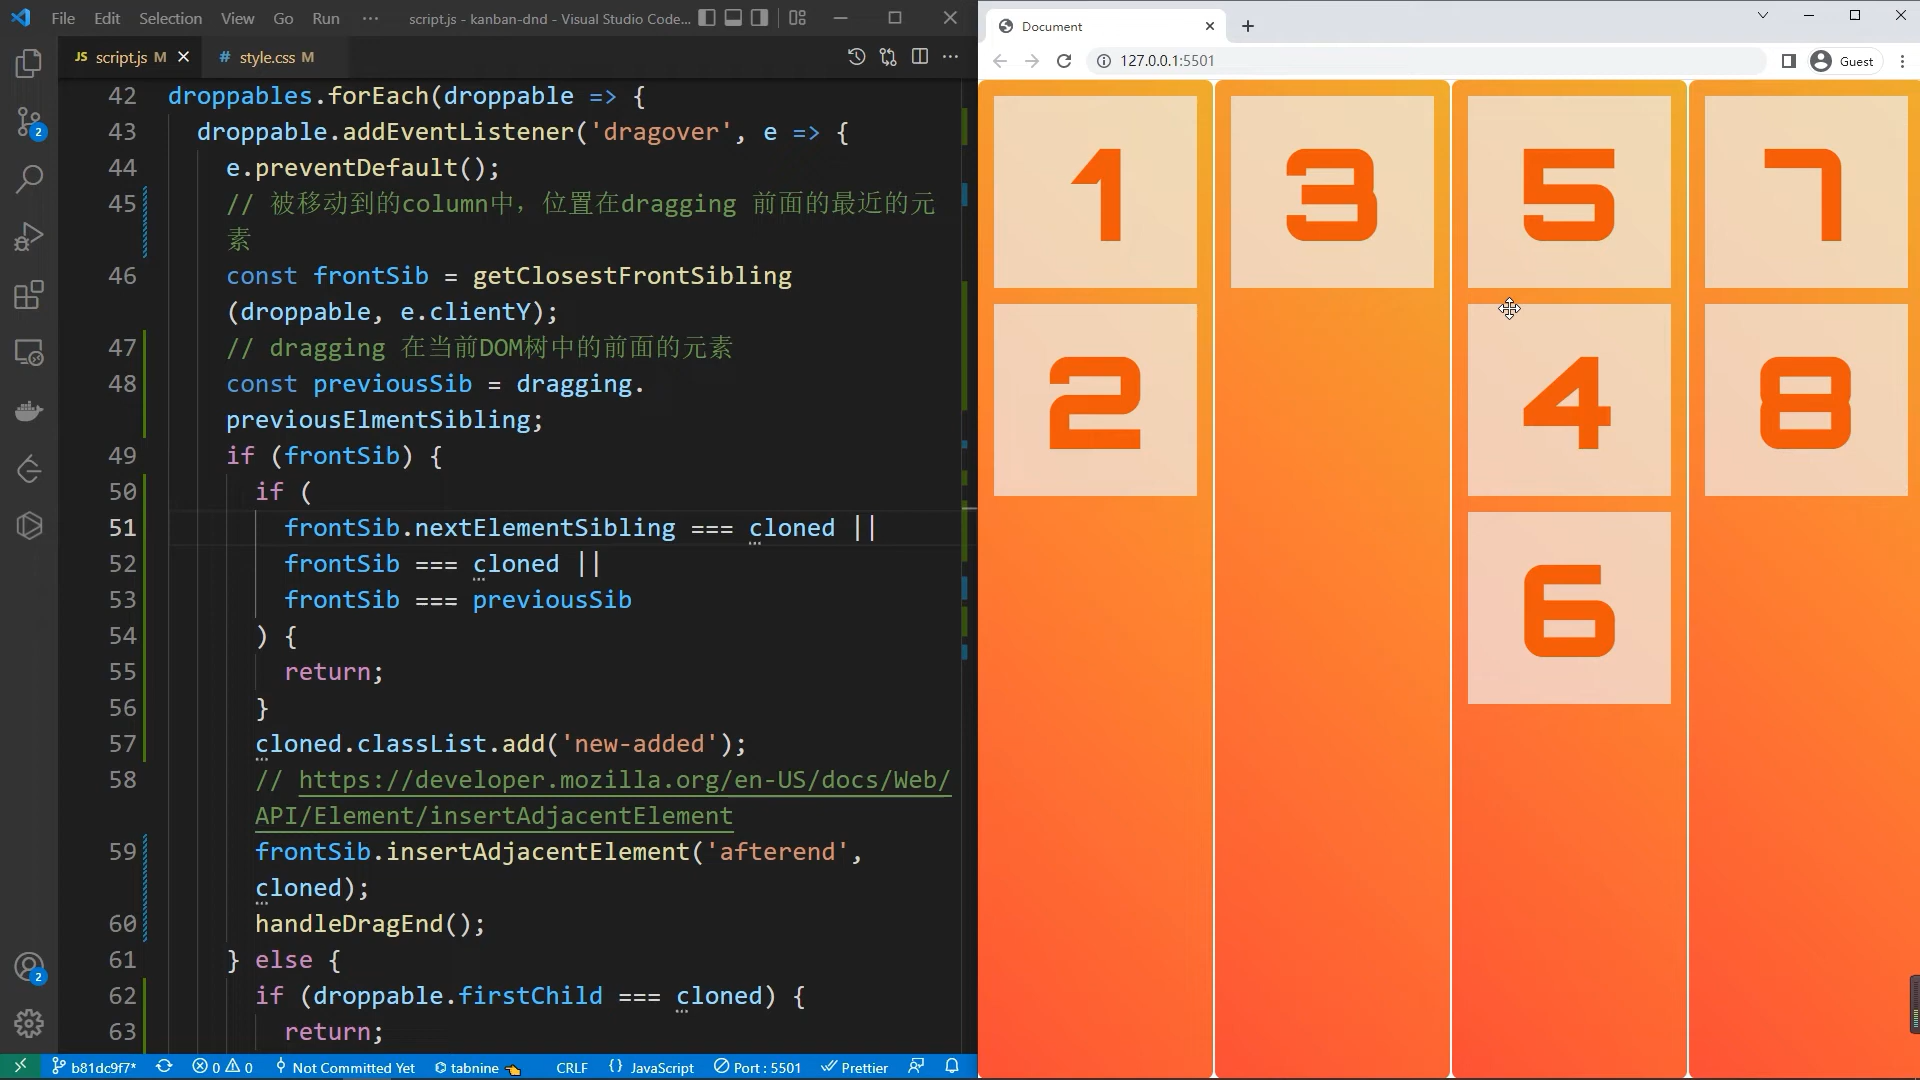 File Edit Selection View Go Run ··· script.js - kanban-dnd - Visual Studio Code...
JS script.js M # style.css M
42 droppables.forEach(droppable => {
43 droppable.addEventListener('dragover', e => {
44 e.preventDefault();
45 // 被移动到的column中，位置在dragging 前面的最近的元
素
46 const frontSib = getClosestFrontSibling
(droppable, e.clientY);
47 // dragging 在当前DOM树中的前面的元素
48 const previousSib = dragging.
previousElmentSibling;
49 if (frontSib) {
50 if (
51 frontSib.nextElementSibling === cloned ||
52 frontSib === cloned ||
53 frontSib === previousSib
54 ) {
55 return;
56 }
57 cloned.classList.add('new-added');
58 // https://developer.mozilla.org/en-US/docs/Web/
API/Element/insertAdjacentElement
59 frontSib.insertAdjacentElement('afterend',
cloned);
60 handleDragEnd();
61 } else {
62 if (droppable.firstChild === cloned) {
63 return;
2
2
b81dc9f7* 0 0 Not Committed Yet tabnine CRLF {} JavaScript Port : 5501 Prettier
Document
127.0.0.1:5501 Guest
1 3 5 7
2 4 8
6